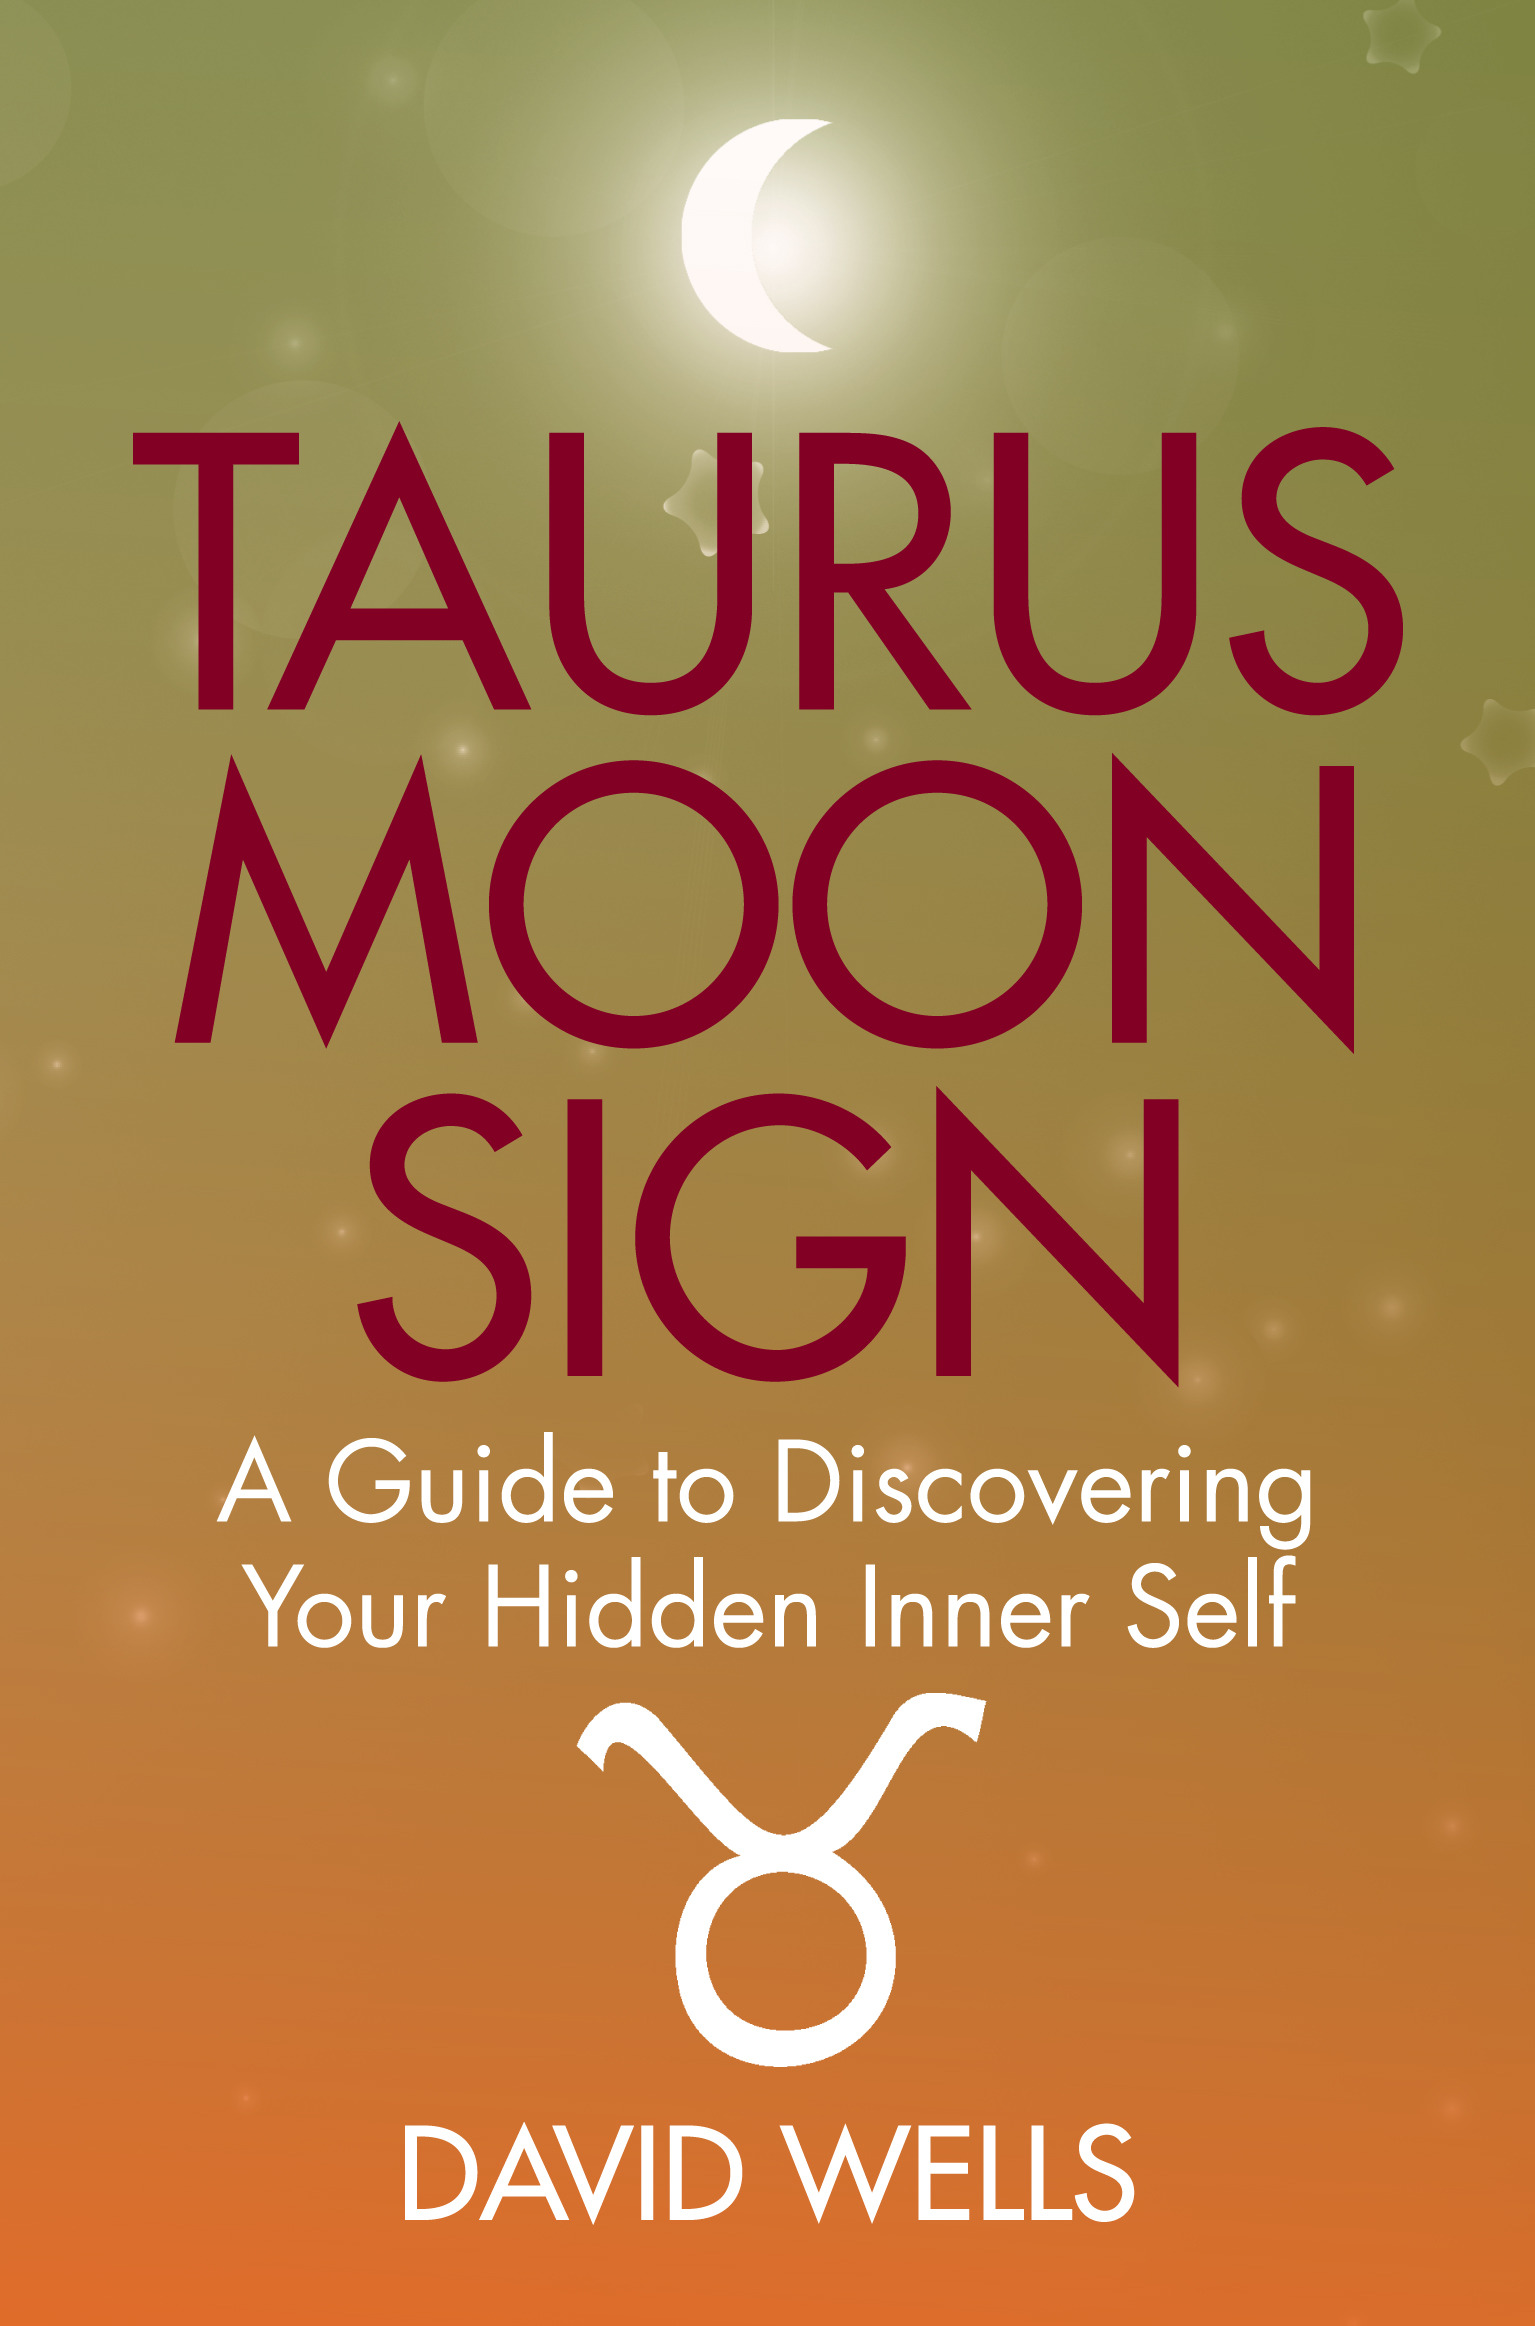 TAURUS
MOON
SIGN
A Guide to Discovering
Your Hidden Inner Self
DAVID WELLS